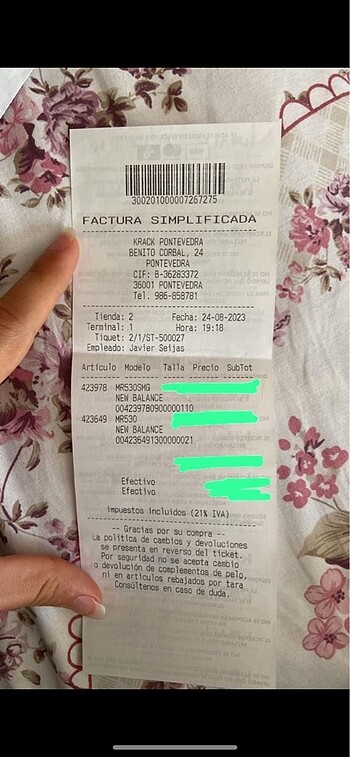 300201000007267275
FACTURA SIMPLIFICADA
KRACK PONTEVEDRA
BENITO CORBAL, 24
PONTEVEDRA
CIF: B-36283372
36001 PONTEVEDRA
Tel. 986-858781
Tienda: 2 Fecha: 24-08-2023
Terminal: 1 Hora: 19:18
Tiquet: 2/1/ST-500027
Empleado: Javier Seijas
Artículo Modelo Talla Precio SubTot
423978 MR530SMG
NEW BALANCE
004239780900000110
423649 MR530
NEW BALANCE
004236491300000021
Efectivo
Efectivo
impuestos incluidos (21% IVA)
-- Gracias por su compra --
La política de cambios y devoluciones
se presenta en reverso del ticket.
Por seguridad no se acepta cambio
o devolución de complementos de pelo,
ni en artículos rebajados por tara
Consúltenos en caso de duda.